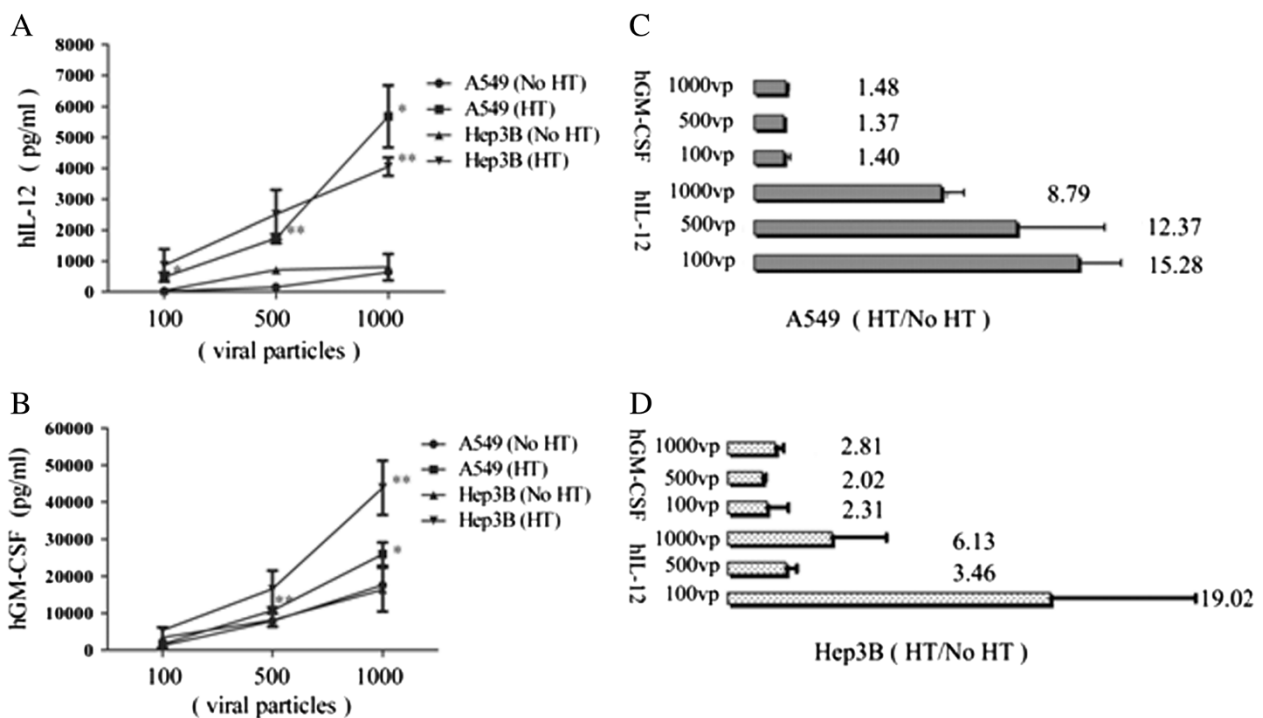 A
8000
7000
6000
5000
4000
3000
2000
1000
0
hIL-12 ( pg/ml )
100 500 1000
( viral particles )
A549 (No HT)
A549 (HT)
Hep3B (No HT)
Hep3B (HT)
*
**
**
*
C
hGM-CSF
1000vp 1.48
500vp 1.37
100vp 1.40
hIL-12
1000vp 8.79
500vp 12.37
100vp 15.28
A549 ( HT/No HT )
B
60000
50000
40000
30000
20000
10000
0
hGM-CSF (pg/ml)
100 500 1000
( viral particles )
A549 (No HT)
A549 (HT)
Hep3B (No HT)
Hep3B (HT)
**
*
**
D
hGM-CSF
1000vp 2.81
500vp 2.02
100vp 2.31
hIL-12
1000vp 6.13
500vp 3.46
100vp 19.02
Hep3B ( HT/No HT )